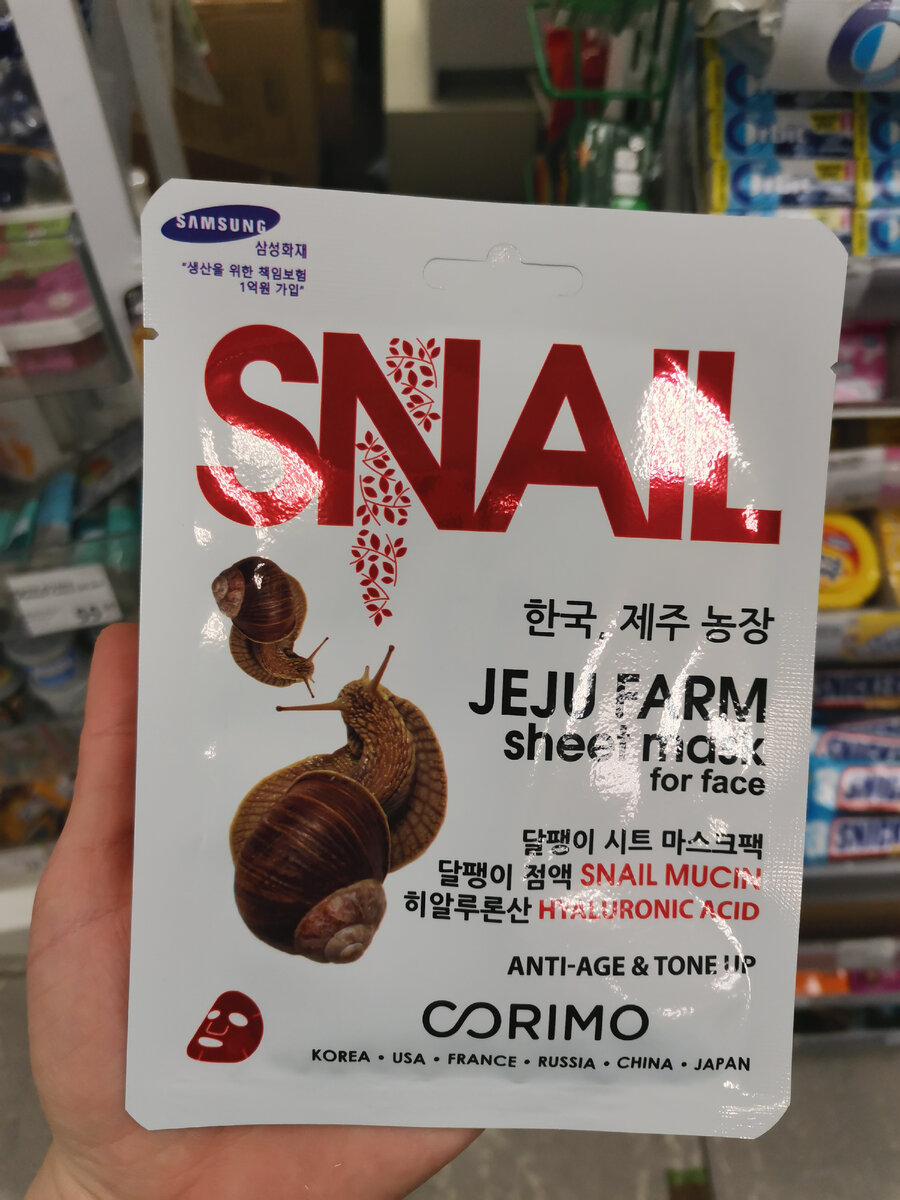 SAMSUNG
삼성화재
"생산을 위한 책임보험
1억원 가입"
SNAIL
한국, 제주 농장
JEJU FARM
sheet mask
for face
달팽이 시트 마스크팩
달팽이 점액 SNAIL MUCIN
히알루론산 HYALURONIC ACID
ANTI-AGE & TONE UP
CORIMO
KOREA • USA • FRANCE • RUSSIA • CHINA • JAPAN
Orbit
SNICKERS